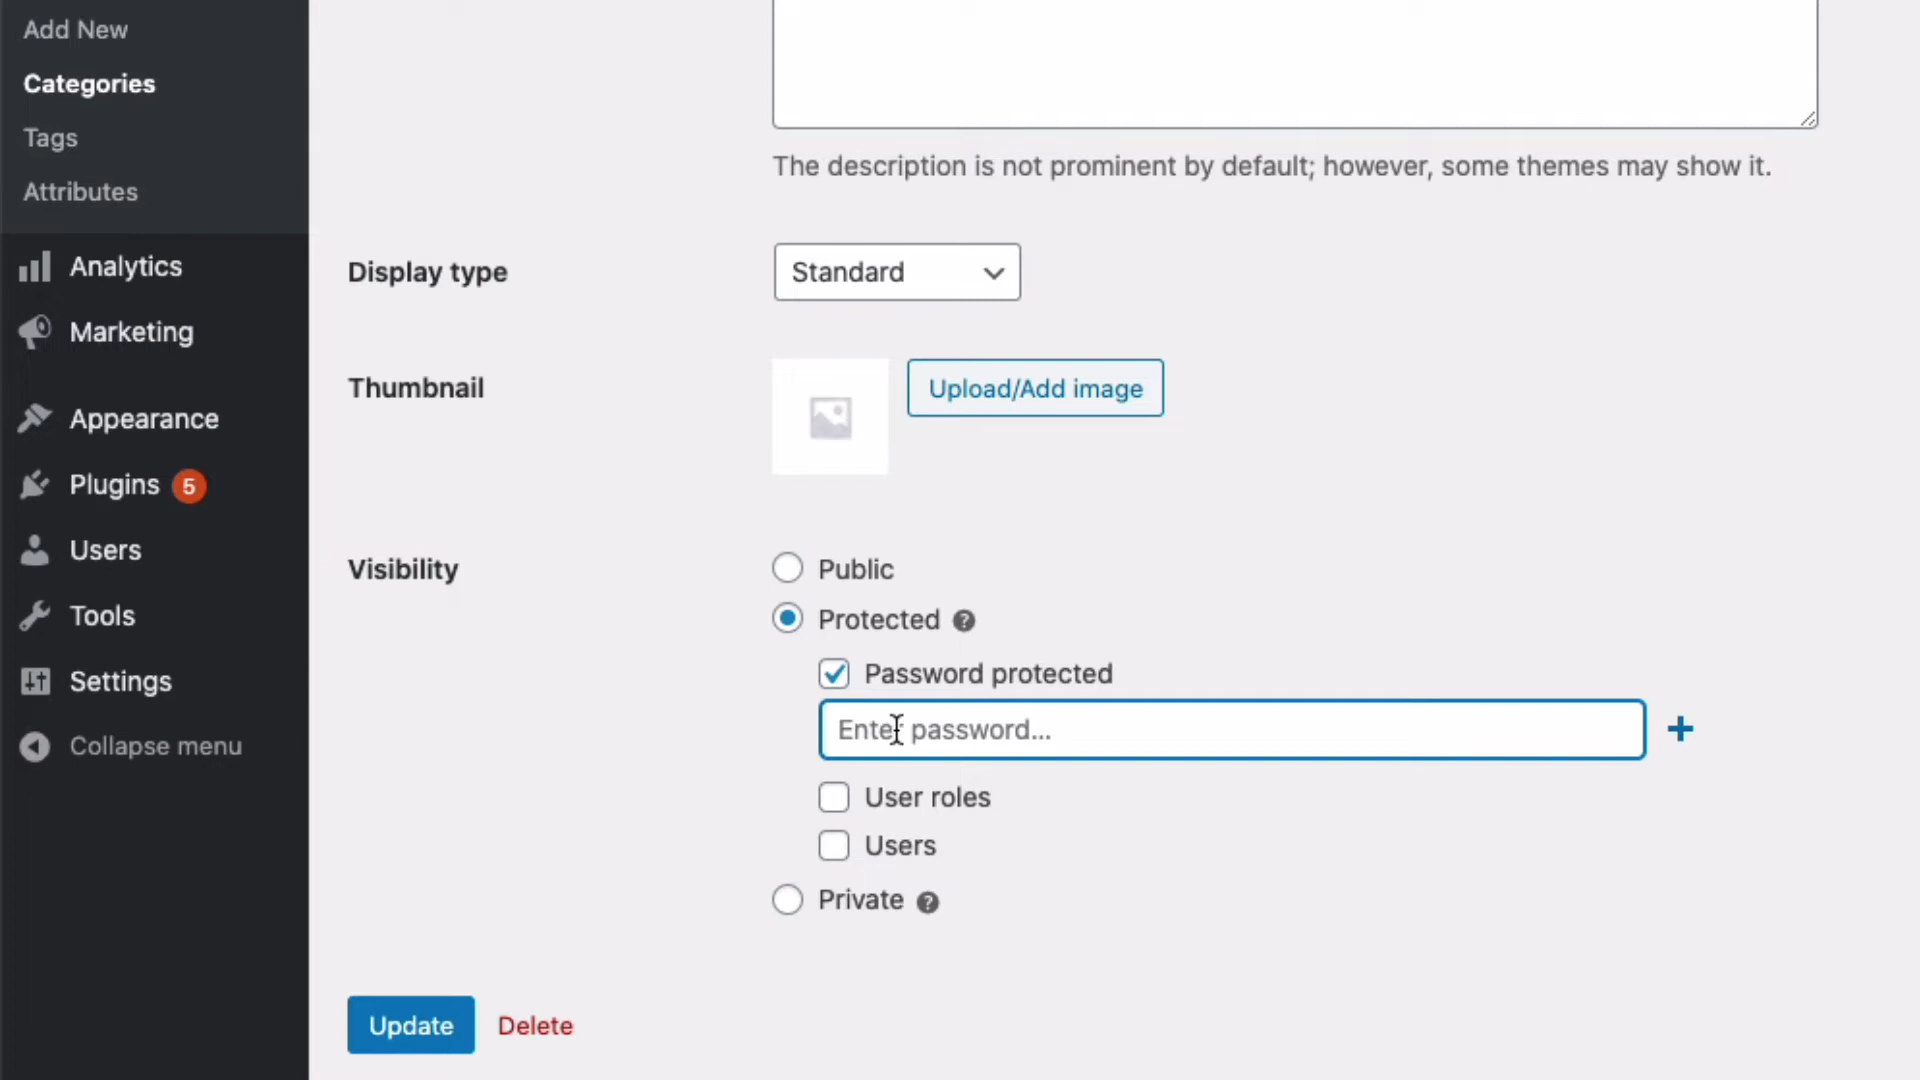 Add New
Categories
Tags
Attributes
Analytics
Marketing
Appearance
Plugins 5
Users
Tools
Settings
Collapse menu
The description is not prominent by default; however, some themes may show it.
Display type
Standard
Thumbnail
Upload/Add image
Visibility
Public
Protected ?
Password protected
Enter password...
+
User roles
Users
Private ?
Update Delete